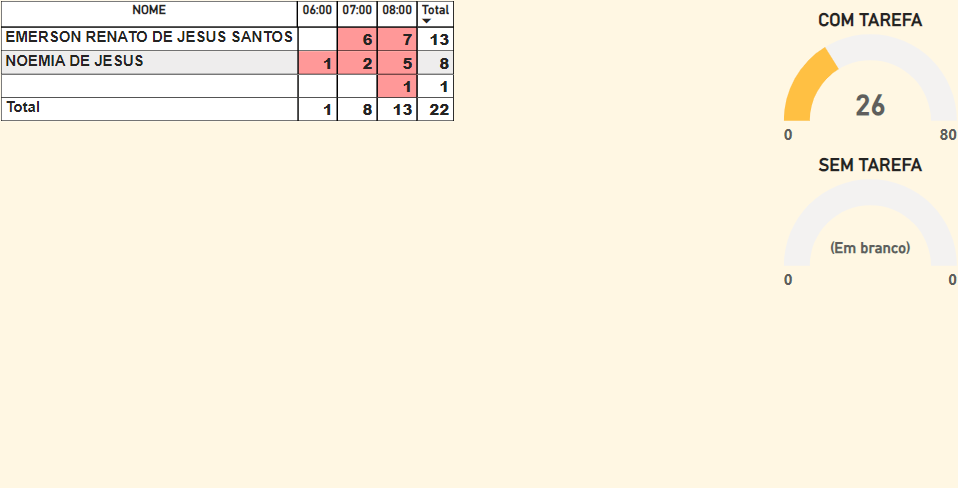 NOME 06:00 07:00 08:00 Total
EMERSON RENATO DE JESUS SANTOS 6 7 13
NOEMIA DE JESUS 1 2 5 8
1 1
Total 1 8 13 22
COM TAREFA
26
0 80
SEM TAREFA
(Em branco)
0 0